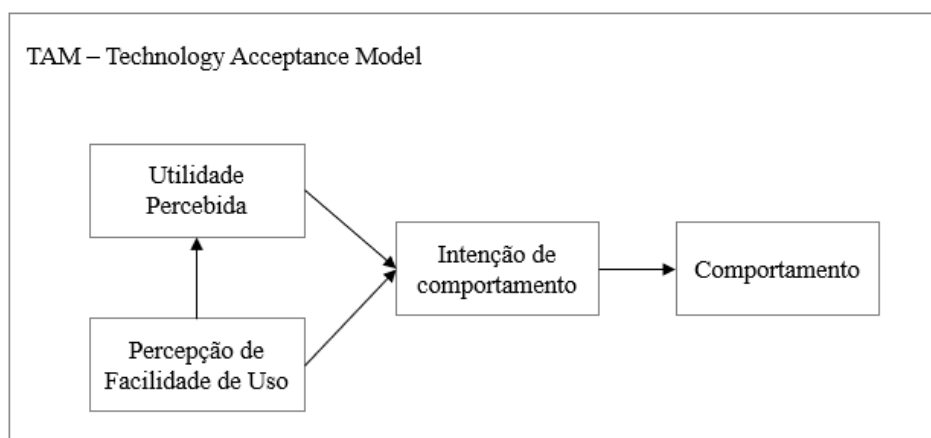 TAM – Technology Acceptance Model
Utilidade
Percebida
Intenção de
comportamento
Comportamento
Percepção de
Facilidade de Uso